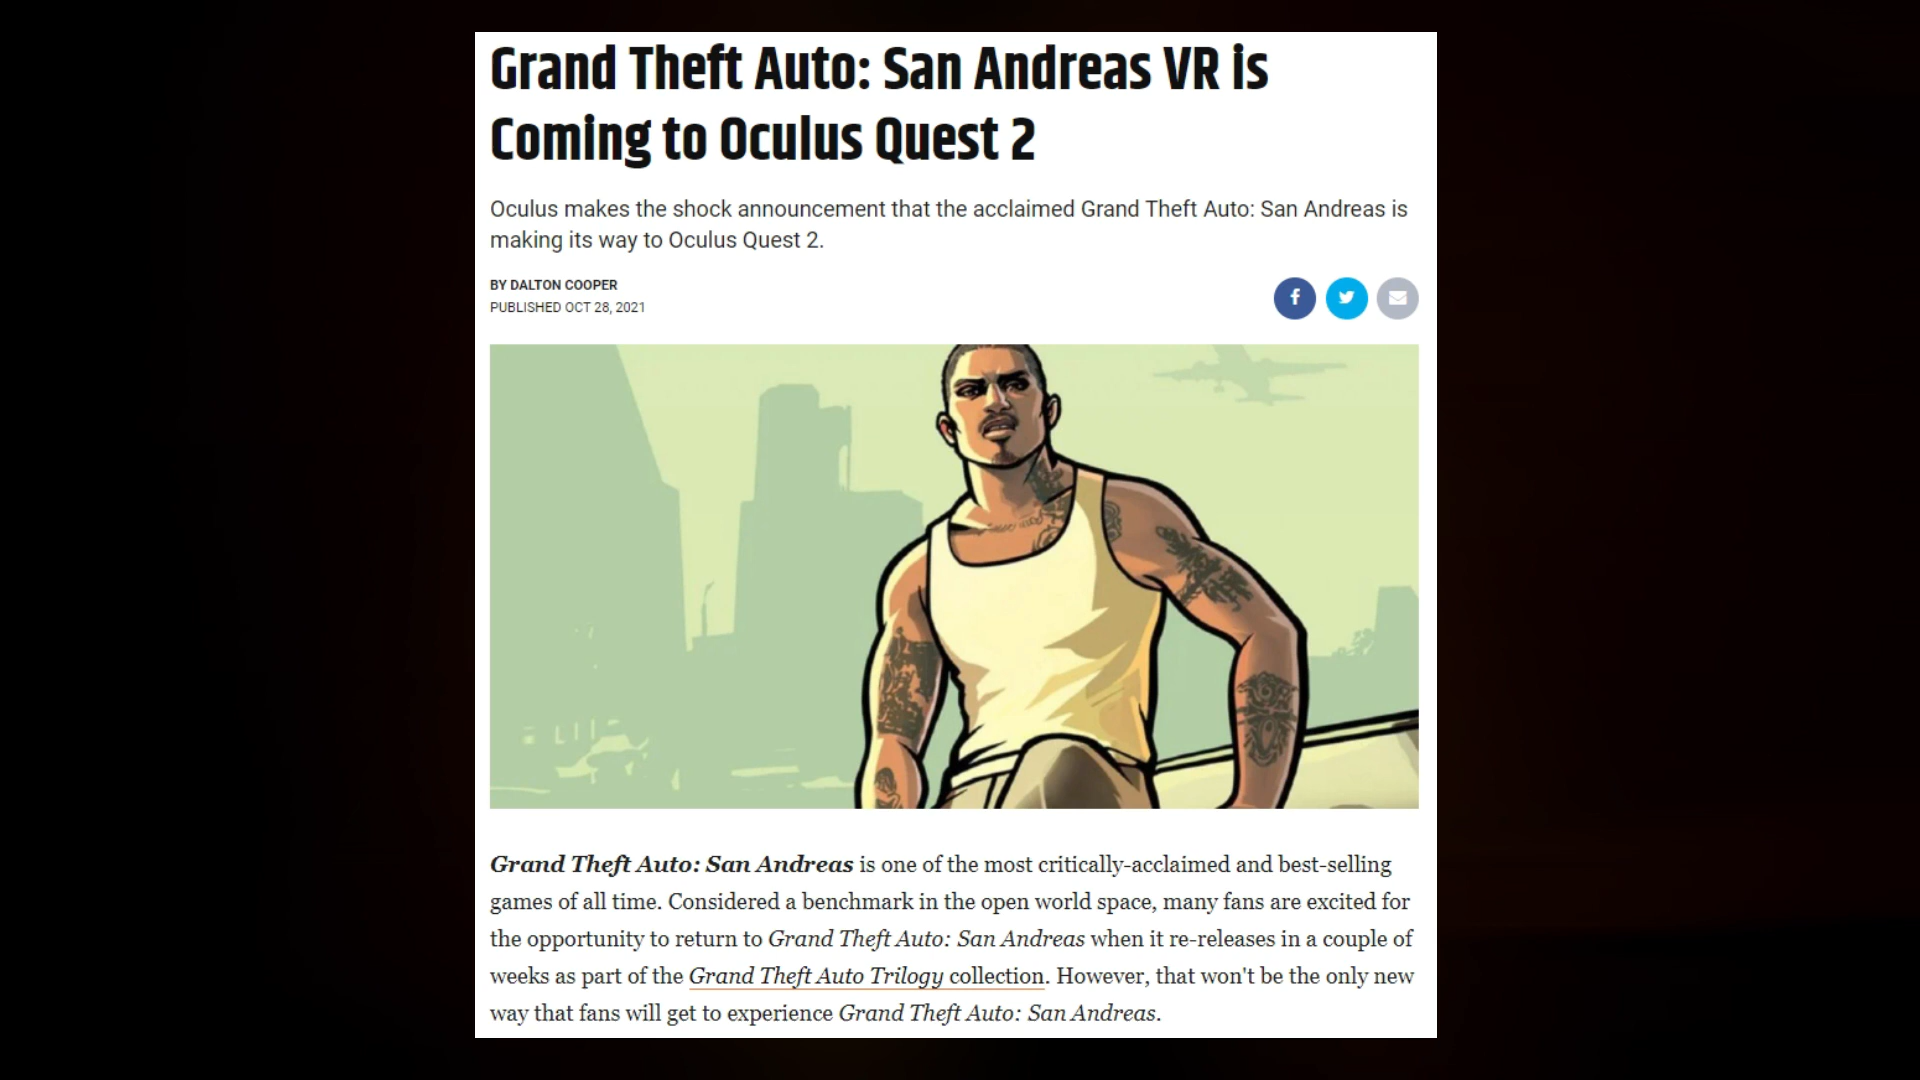 Grand Theft Auto: San Andreas VR is
Coming to Oculus Quest 2
Oculus makes the shock announcement that the acclaimed Grand Theft Auto: San Andreas is
making its way to Oculus Quest 2.
BY DALTON COOPER
PUBLISHED OCT 28, 2021
Grand Theft Auto: San Andreas is one of the most critically-acclaimed and best-selling
games of all time. Considered a benchmark in the open world space, many fans are excited for
the opportunity to return to Grand Theft Auto: San Andreas when it re-releases in a couple of
weeks as part of the Grand Theft Auto Trilogy collection. However, that won't be the only new
way that fans will get to experience Grand Theft Auto: San Andreas.